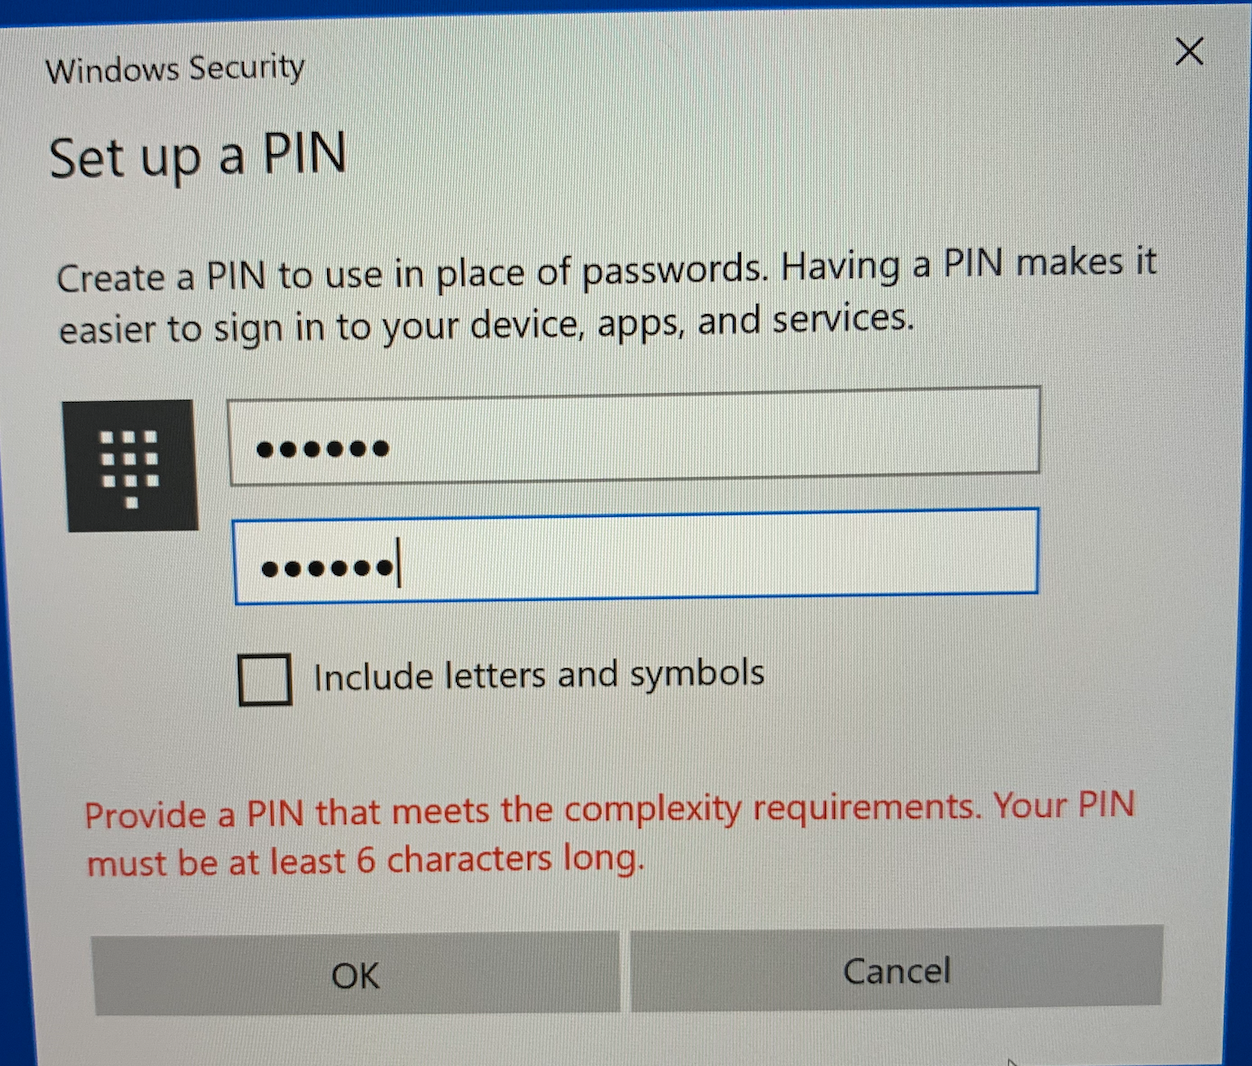 Windows Security
Set up a PIN
Create a PIN to use in place of passwords. Having a PIN makes it
easier to sign in to your device, apps, and services.
••••••
••••••
Include letters and symbols
Provide a PIN that meets the complexity requirements. Your PIN
must be at least 6 characters long.
OK
Cancel